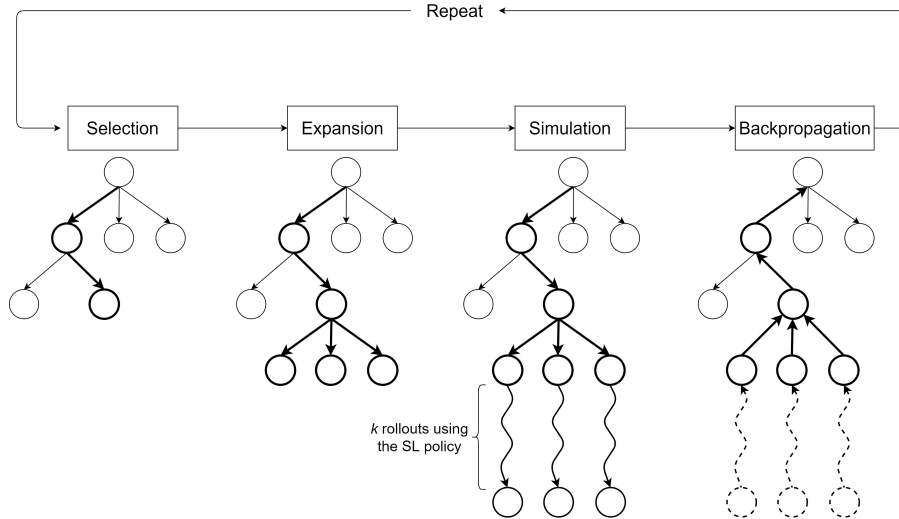 Repeat
Selection
Expansion
Simulation
Backpropagation
k rollouts using
the SL policy